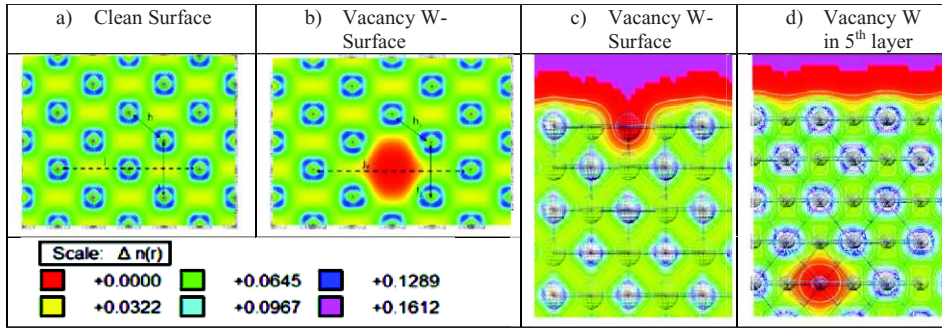 a) Clean Surface
b) Vacancy W-
Surface
c) Vacancy W-
Surface
d) Vacancy W
in 5th layer
h
Scale: Δ n(r)
+0.0000
+0.0645
+0.1289
+0.0322
+0.0967
+0.1612